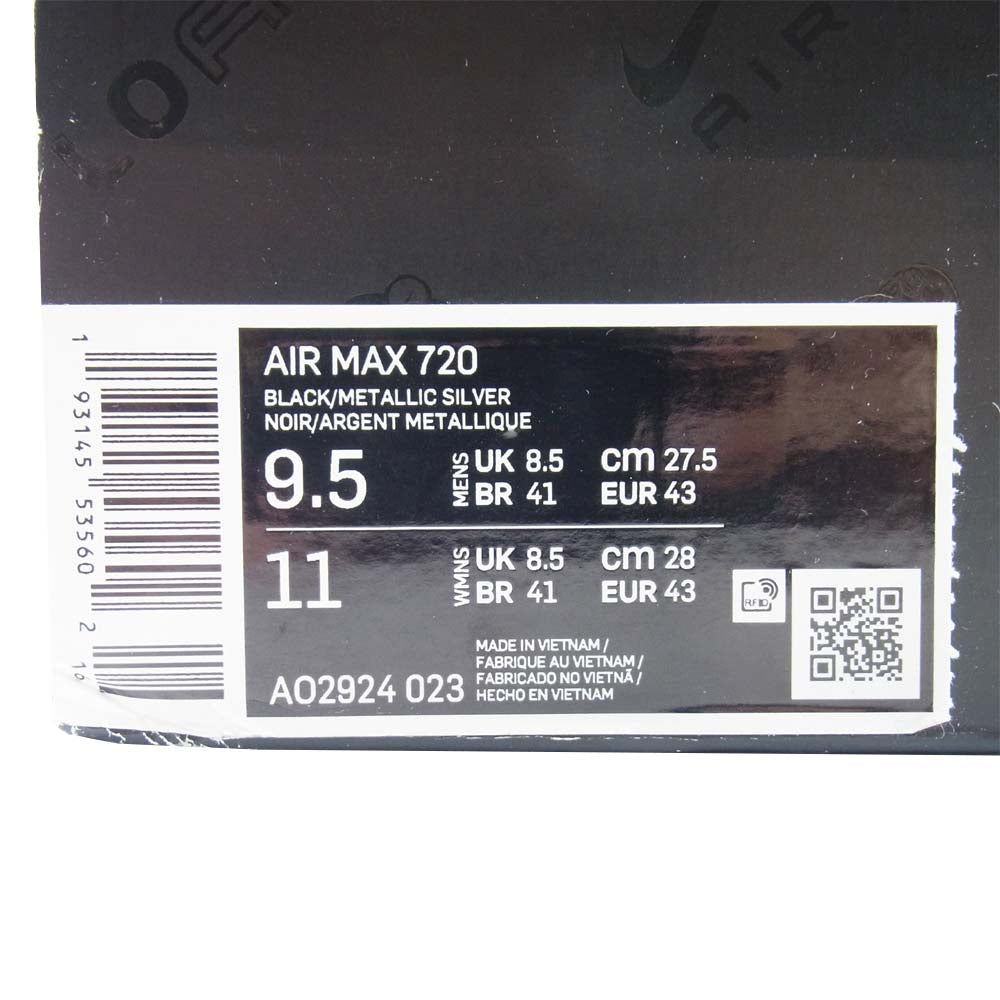 LOF
AIR
AIR MAX 720
BLACK/METALLIC SILVER
NOIR/ARGENT METALLIQUE
9.5 MENS UK 8.5 cm 27.5
BR 41 EUR 43
11 WMNS UK 8.5 cm 28
BR 41 EUR 43
RFID
MADE IN VIETNAM /
FABRIQUE AU VIETNAM /
FABRICADO NO VIETNÃ /
HECHO EN VIETNAM
AO2924 023
1 93145 53560 2